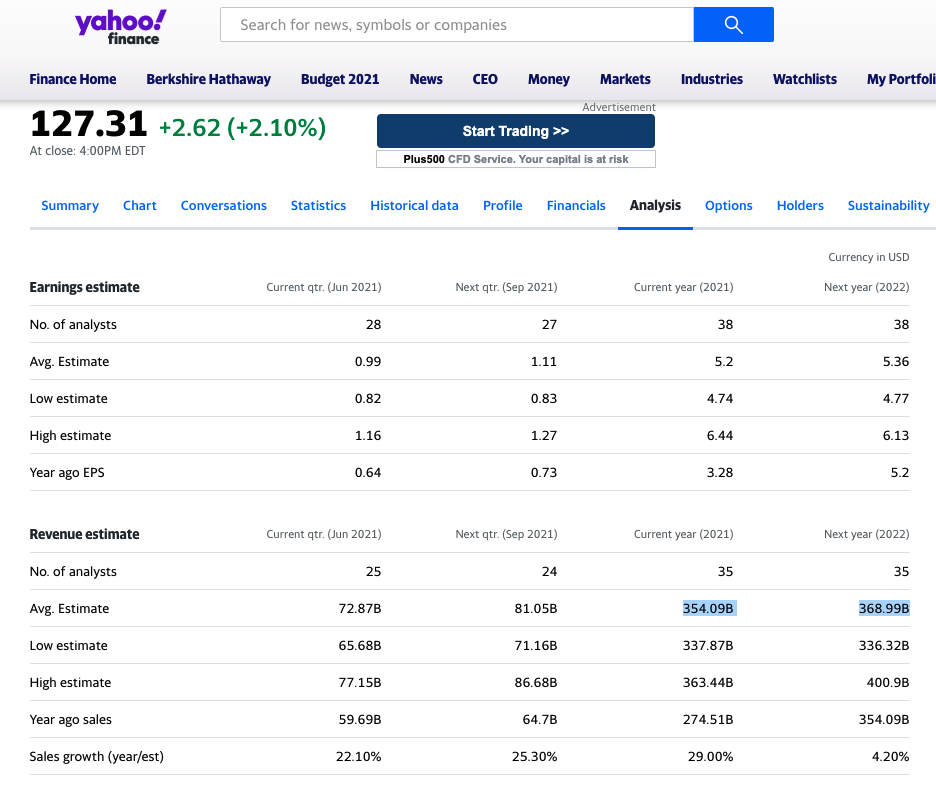 yahoo!
finance
Search for news, symbols or companies
Finance Home Berkshire Hathaway Budget 2021 News CEO Money Markets Industries Watchlists My Portfoli
Advertisement
127.31 +2.62 (+2.10%)
At close: 4:00PM EDT
Start Trading >>
Plus500 CFD Service. Your capital is at risk
Summary Chart Conversations Statistics Historical data Profile Financials Analysis Options Holders Sustainability
Currency in USD
Earnings estimate Current qtr. (Jun 2021) Next qtr. (Sep 2021) Current year (2021) Next year (2022)
No. of analysts 28 27 38 38
Avg. Estimate 0.99 1.11 5.2 5.36
Low estimate 0.82 0.83 4.74 4.77
High estimate 1.16 1.27 6.44 6.13
Year ago EPS 0.64 0.73 3.28 5.2
Revenue estimate Current qtr. (Jun 2021) Next qtr. (Sep 2021) Current year (2021) Next year (2022)
No. of analysts 25 24 35 35
Avg. Estimate 72.87B 81.05B 354.09B 368.99B
Low estimate 65.68B 71.16B 337.87B 336.32B
High estimate 77.15B 86.68B 363.44B 400.9B
Year ago sales 59.69B 64.7B 274.51B 354.09B
Sales growth (year/est) 22.10% 25.30% 29.00% 4.20%